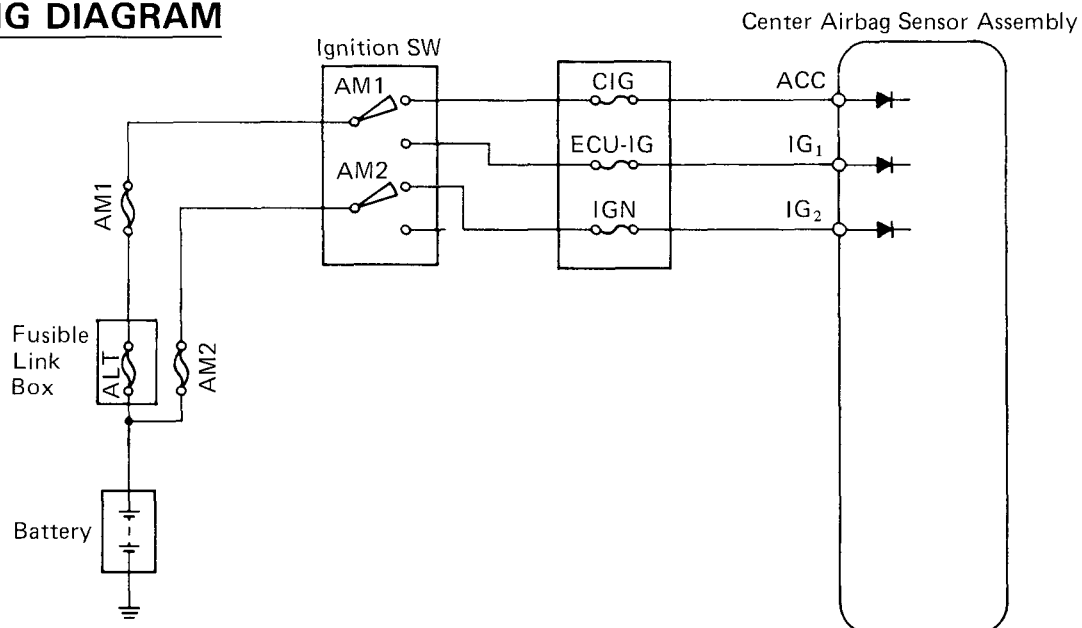 G DIAGRAM
Center Airbag Sensor Assembly
Ignition SW
AM1
CIG
ACC
ECU-IG
IG₁
AM2
IGN
IG₂
AM1
Fusible
Link
Box
ALT
AM2
Battery